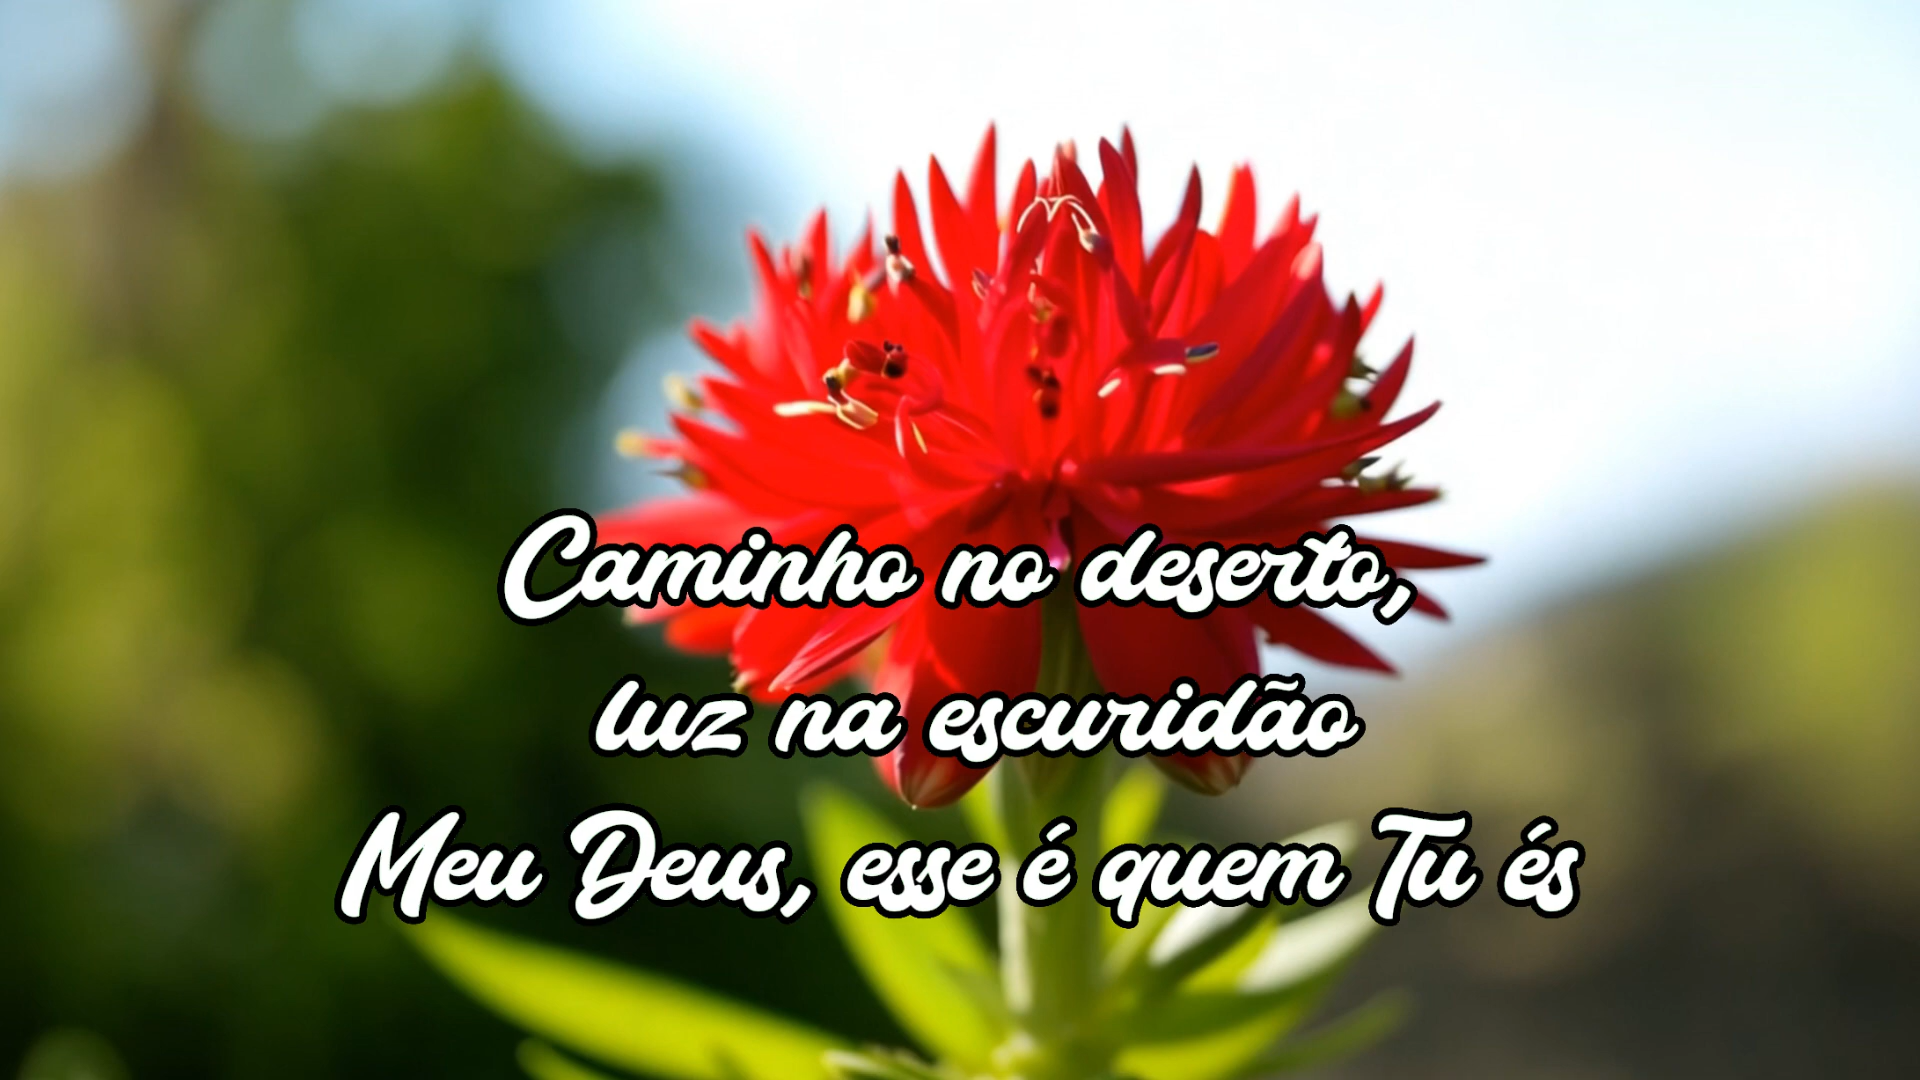 Caminho no deserto,
luz na escuridão
Meu Deus, esse é quem Tu és